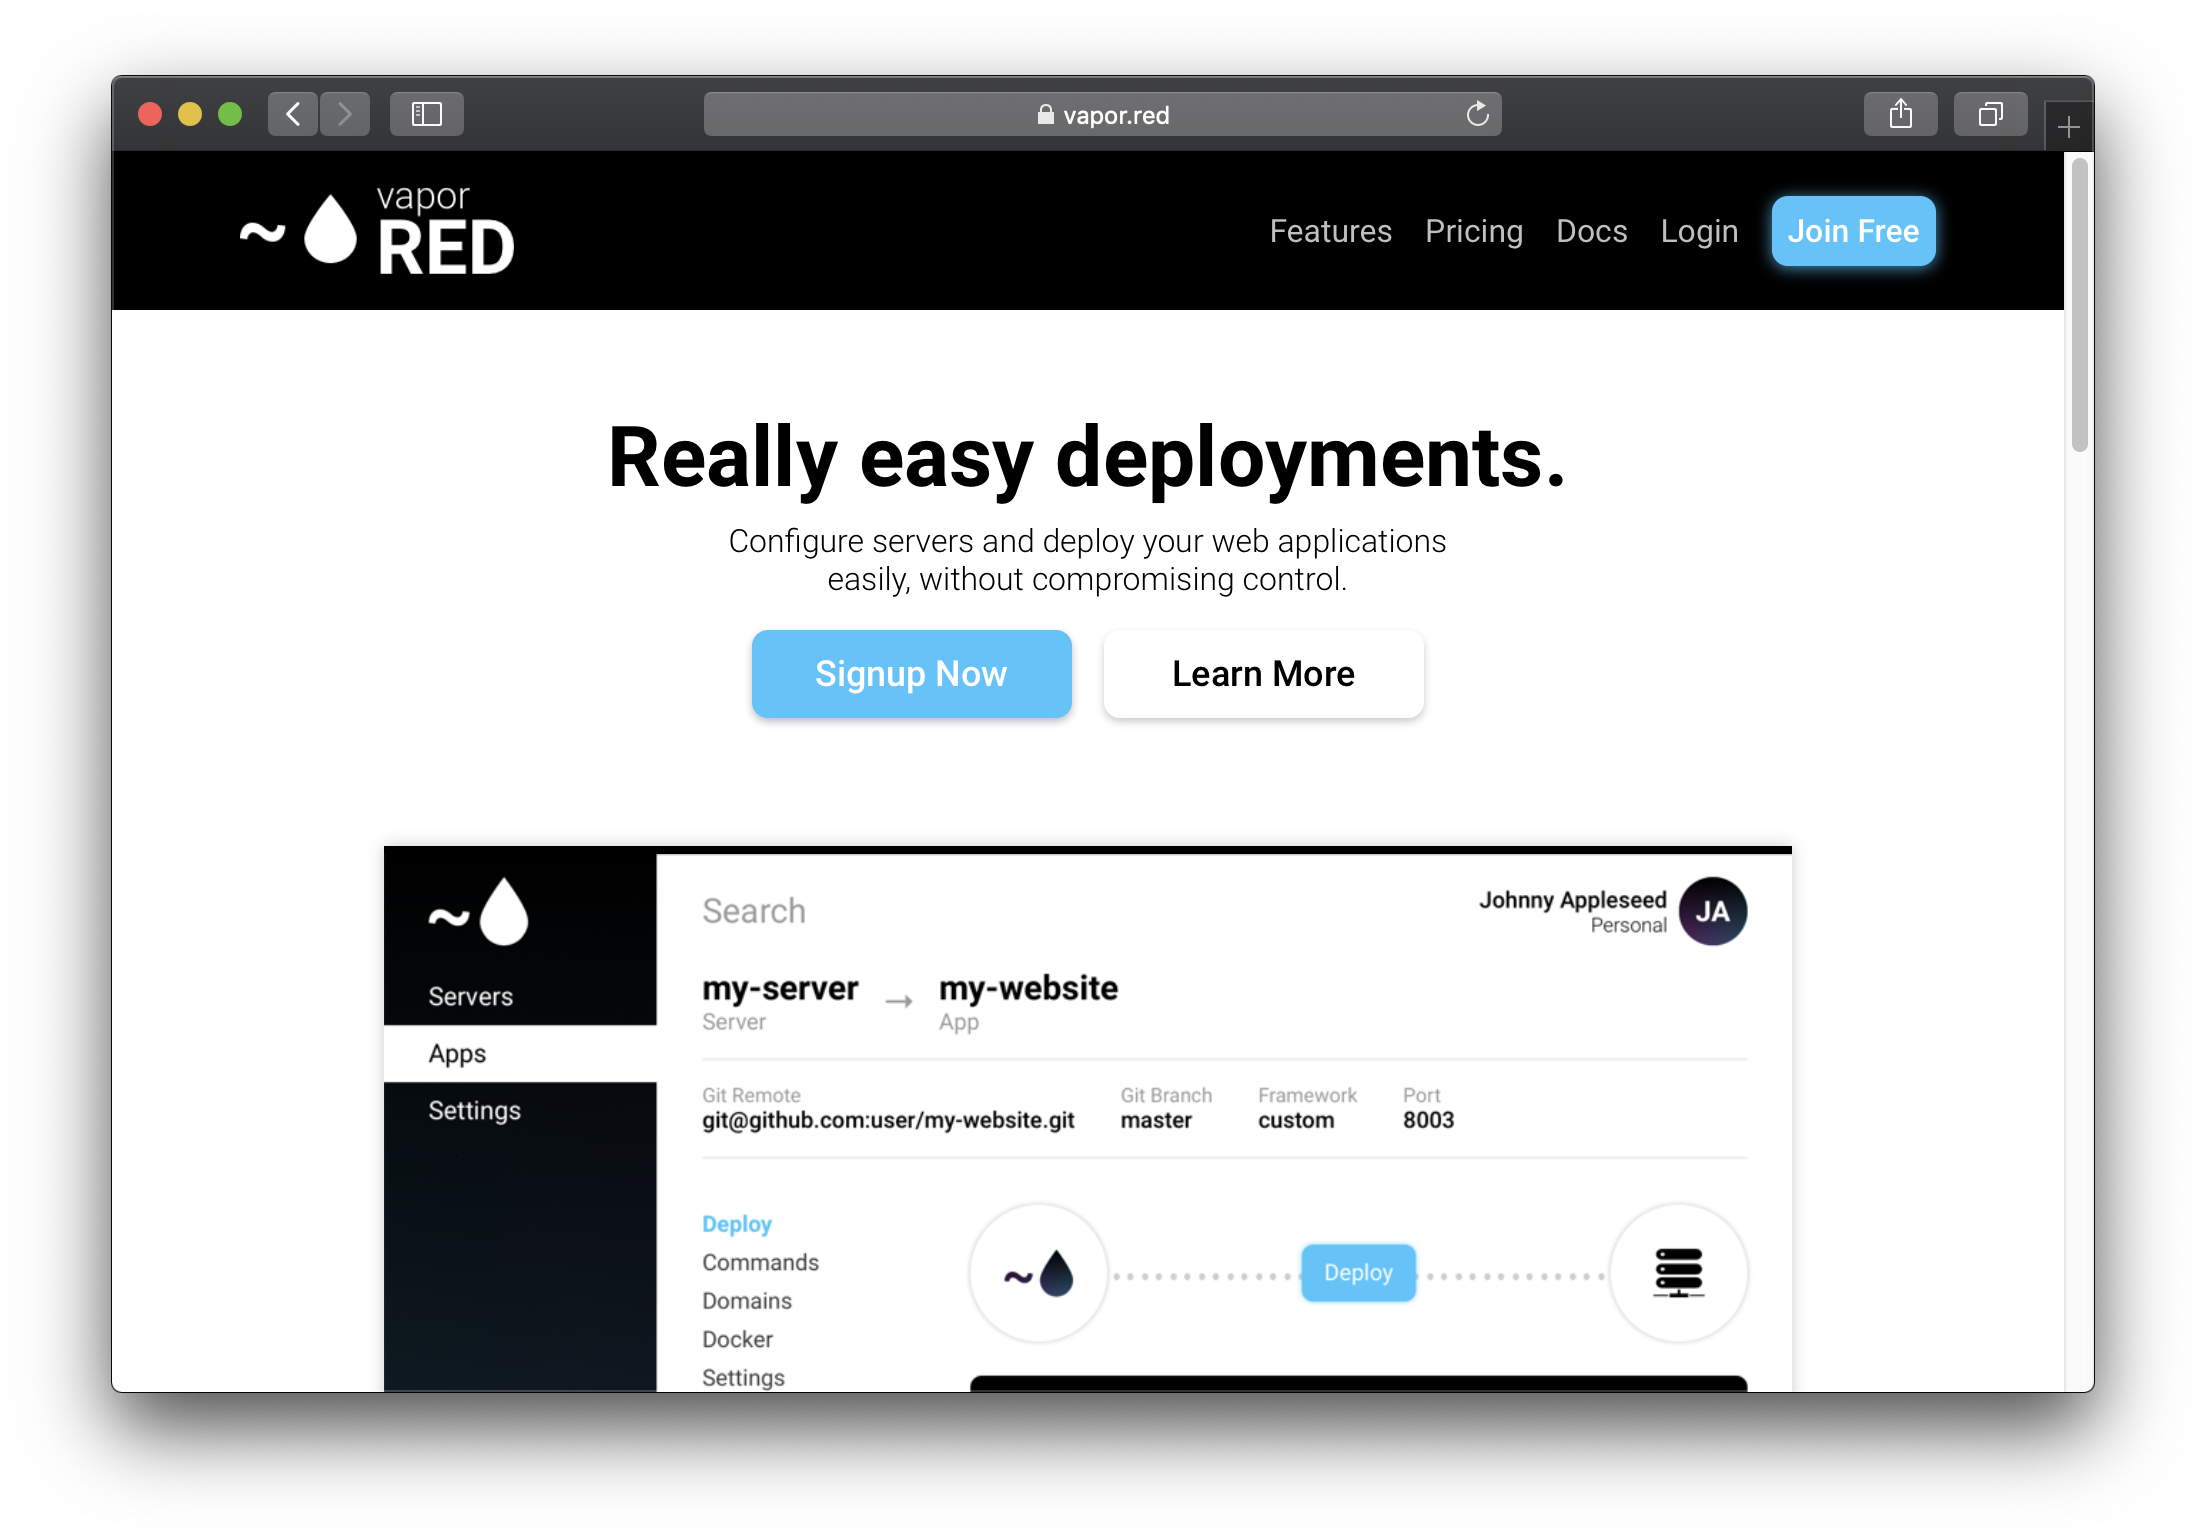 vapor.red
vapor
RED
Features Pricing Docs Login Join Free
Really easy deployments.
Configure servers and deploy your web applications
easily, without compromising control.
Signup Now Learn More
Search
Johnny Appleseed
Personal
JA
Servers
Apps
Settings
my-server → my-website
Server App
Git Remote Git Branch Framework Port
git@github.com:user/my-website.git master custom 8003
Deploy
Commands
Domains
Docker
Settings
Deploy